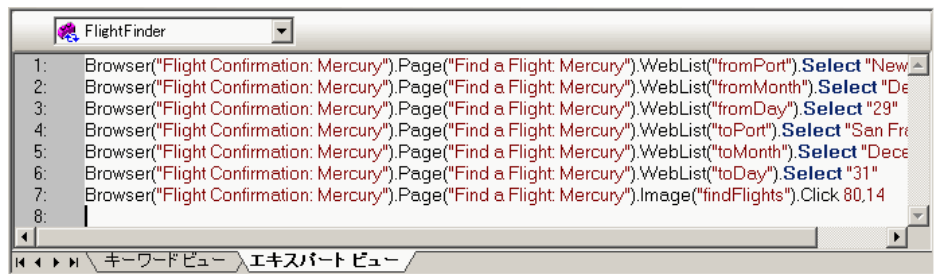 FlightFinder
1: Browser("Flight Confirmation: Mercury").Page("Find a Flight: Mercury").WebList("fromPort").Select "New
2: Browser("Flight Confirmation: Mercury").Page("Find a Flight: Mercury").WebList("fromMonth").Select "De
3: Browser("Flight Confirmation: Mercury").Page("Find a Flight: Mercury").WebList("fromDay").Select "29"
4: Browser("Flight Confirmation: Mercury").Page("Find a Flight: Mercury").WebList("toPort").Select "San Fra
5: Browser("Flight Confirmation: Mercury").Page("Find a Flight: Mercury").WebList("toMonth").Select "Dece
6: Browser("Flight Confirmation: Mercury").Page("Find a Flight: Mercury").WebList("toDay").Select "31"
7: Browser("Flight Confirmation: Mercury").Page("Find a Flight: Mercury").Image("findFlights").Click 80,14
8:
キーワード ビュー エキスパート ビュー